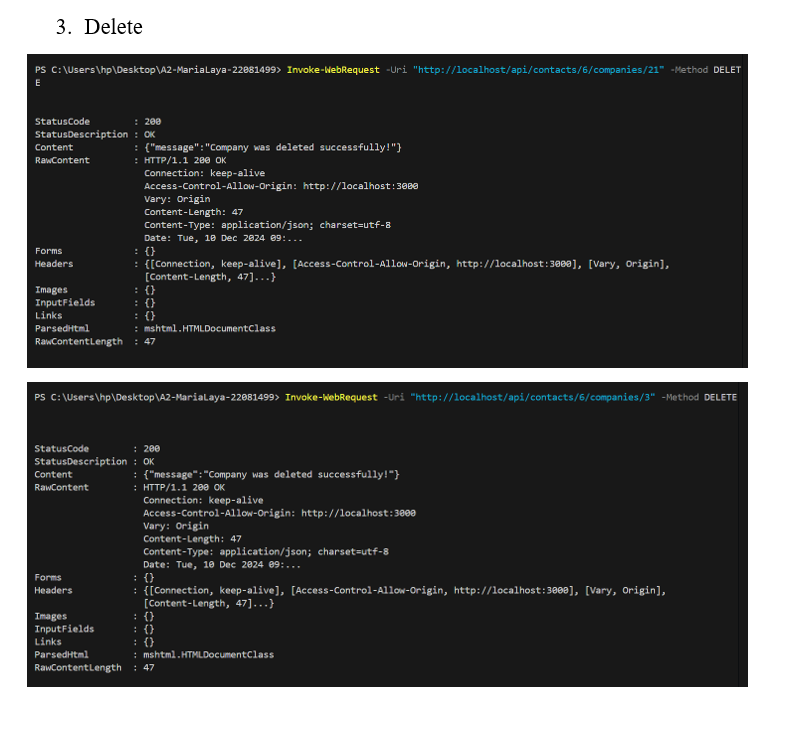 3. Delete
PS C:\Users\hp\Desktop\A2-MariaLaya-22081499> Invoke-WebRequest -Uri "http://localhost/api/contacts/6/companies/21" -Method DELET
E
StatusCode : 200
StatusDescription : OK
Content : {"message":"Company was deleted successfully!"}
RawContent : HTTP/1.1 200 OK
Connection: keep-alive
Access-Control-Allow-Origin: http://localhost:3000
Vary: Origin
Content-Length: 47
Content-Type: application/json; charset=utf-8
Date: Tue, 10 Dec 2024 09:...
Forms : {}
Headers : {[Connection, keep-alive], [Access-Control-Allow-Origin, http://localhost:3000], [Vary, Origin],
[Content-Length, 47]...}
Images : {}
InputFields : {}
Links : {}
ParsedHtml : mshtml.HTMLDocumentClass
RawContentLength : 47
PS C:\Users\hp\Desktop\A2-MariaLaya-22081499> Invoke-WebRequest -Uri "http://localhost/api/contacts/6/companies/3" -Method DELETE
StatusCode : 200
StatusDescription : OK
Content : {"message":"Company was deleted successfully!"}
RawContent : HTTP/1.1 200 OK
Connection: keep-alive
Access-Control-Allow-Origin: http://localhost:3000
Vary: Origin
Content-Length: 47
Content-Type: application/json; charset=utf-8
Date: Tue, 10 Dec 2024 09:...
Forms : {}
Headers : {[Connection, keep-alive], [Access-Control-Allow-Origin, http://localhost:3000], [Vary, Origin],
[Content-Length, 47]...}
Images : {}
InputFields : {}
Links : {}
ParsedHtml : mshtml.HTMLDocumentClass
RawContentLength : 47